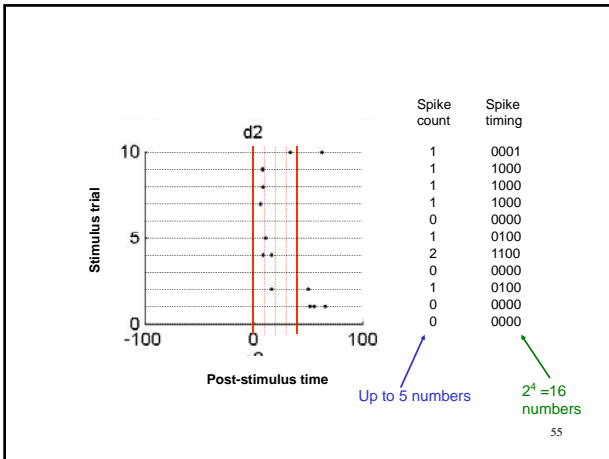 Spike Spike
count timing
d2
10
1 0001
1 1000
1 1000
1 1000
0 0000
5
1 0100
2 1100
0 0000
1 0100
0 0000
0
0 0000
-100 0 100
Stimulus trial
Post-stimulus time
Up to 5 numbers
2⁴ =16
numbers
55